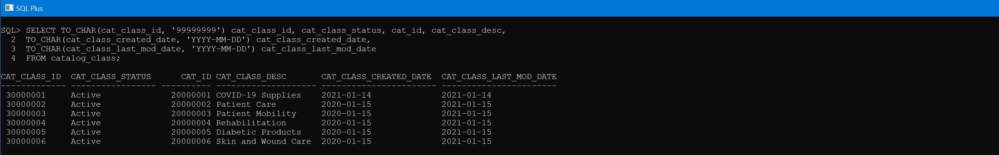 SQL Plus
SQL> SELECT TO_CHAR(cat_class_id, '99999999') cat_class_id, cat_class_status, cat_id, cat_class_desc,
  2  TO_CHAR(cat_class_created_date, 'YYYY-MM-DD') cat_class_created_date,
  3  TO_CHAR(cat_class_last_mod_date, 'YYYY-MM-DD') cat_class_last_mod_date
  4  FROM catalog_class;
CAT_CLASS_ID  CAT_CLASS_STATUS      CAT_ID CAT_CLASS_DESC       CAT_CLASS_CREATED_DATE  CAT_CLASS_LAST_MOD_DATE
------------- ----------------- ---------- -------------------- ----------------------- -----------------------
 30000001     Active              20000001 COVID-19 Supplies    2021-01-14              2021-01-14
 30000002     Active              20000002 Patient Care         2020-01-15              2021-01-15
 30000003     Active              20000003 Patient Mobility     2020-01-15              2021-01-15
 30000004     Active              20000004 Rehabilitation       2020-01-15              2021-01-15
 30000005     Active              20000005 Diabetic Products    2020-01-15              2021-01-15
 30000006     Active              20000006 Skin and Wound Care  2020-01-15              2021-01-15